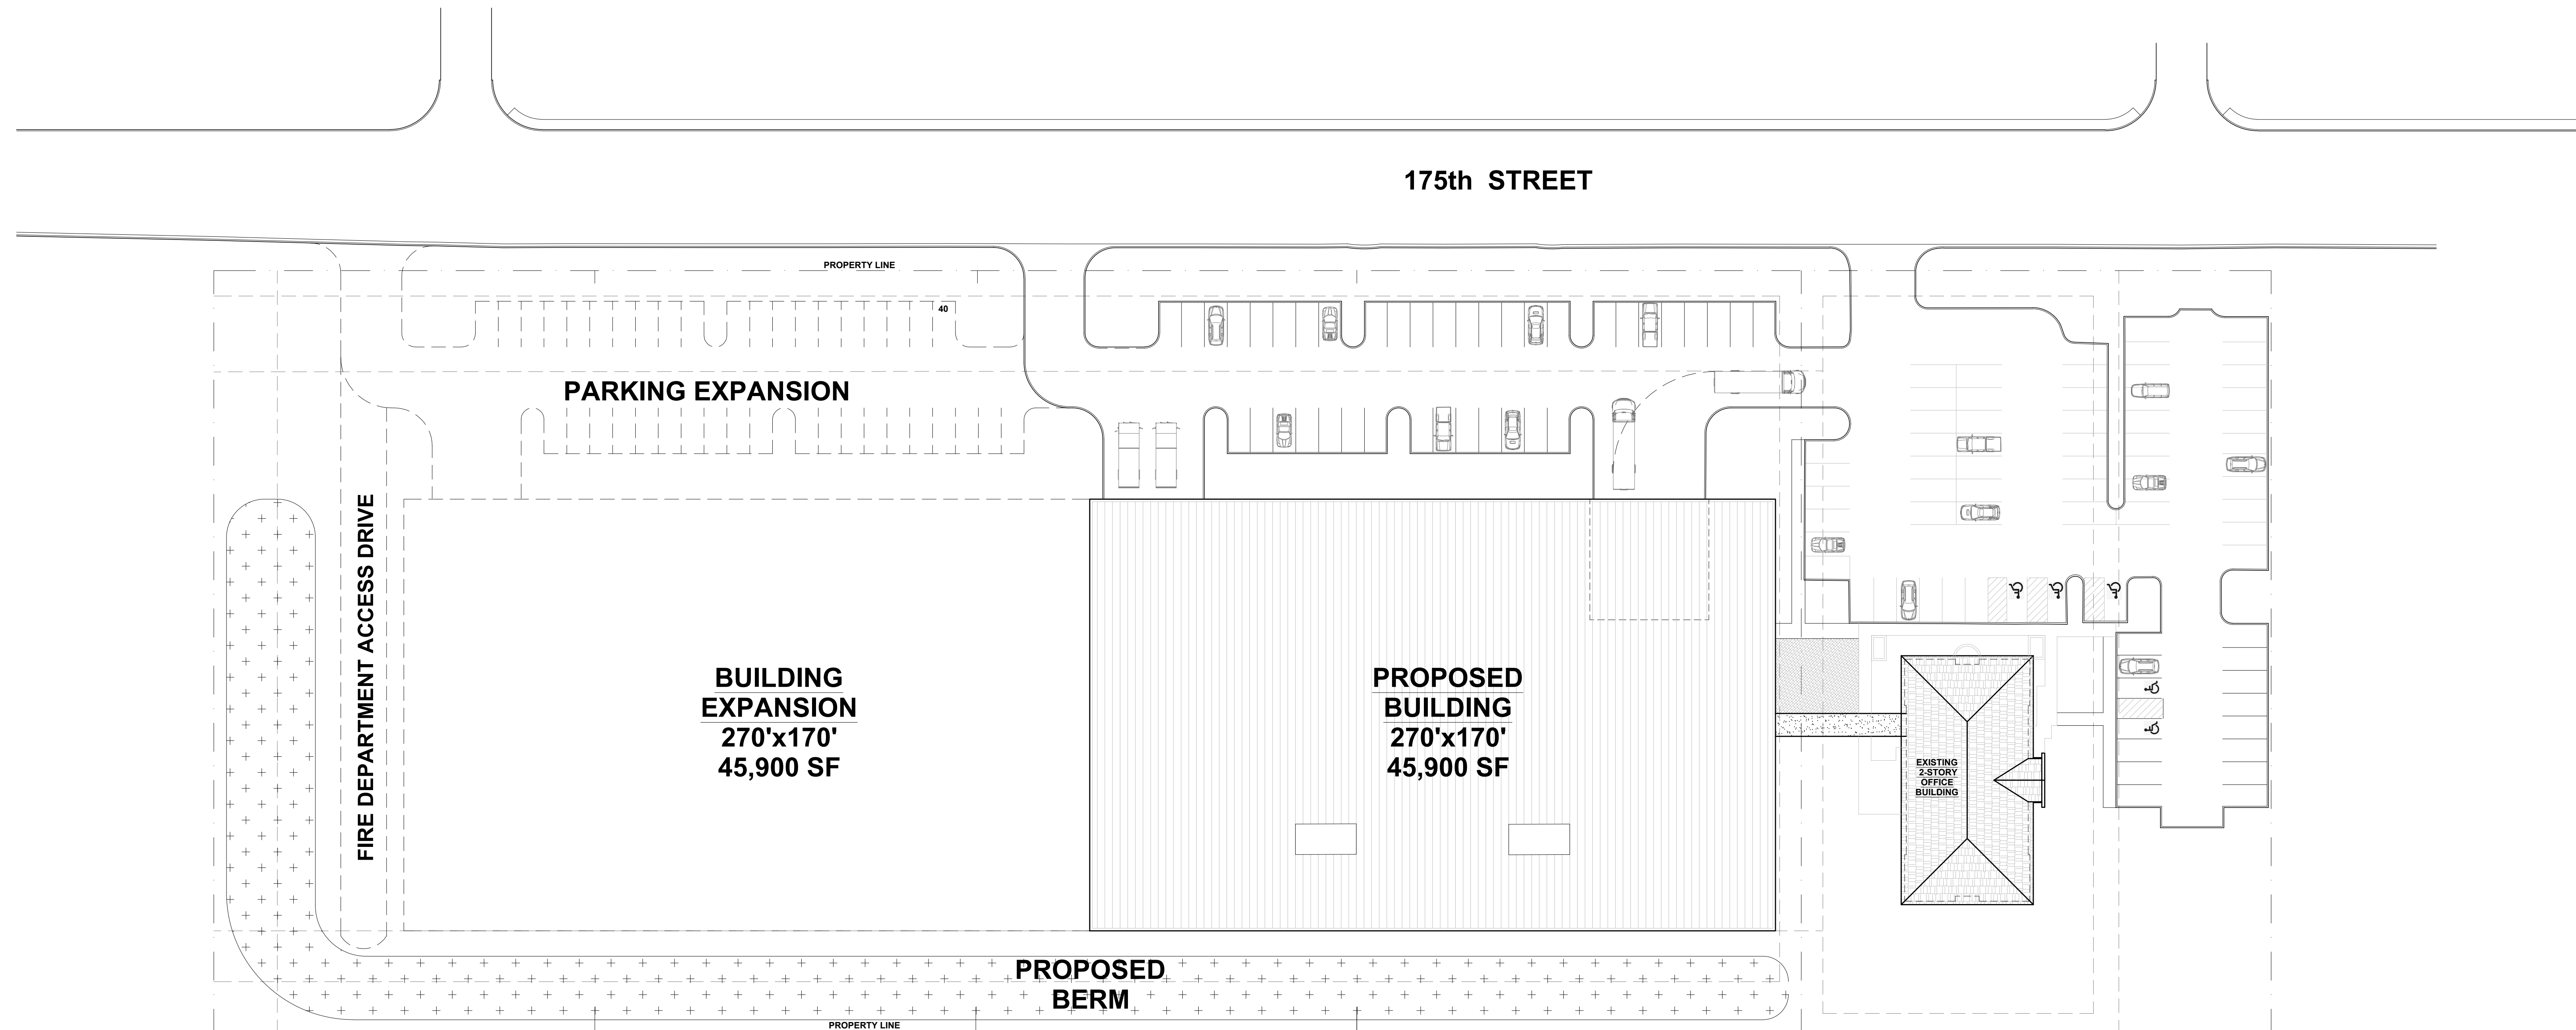 175th STREET
PROPERTY LINE
40
PARKING EXPANSION
FIRE DEPARTMENT ACCESS DRIVE
BUILDING
EXPANSION
270'x170'
45,900 SF
PROPOSED
BUILDING
270'x170'
45,900 SF
EXISTING
2-STORY
OFFICE
BUILDING
PROPOSED
BERM
PROPERTY LINE